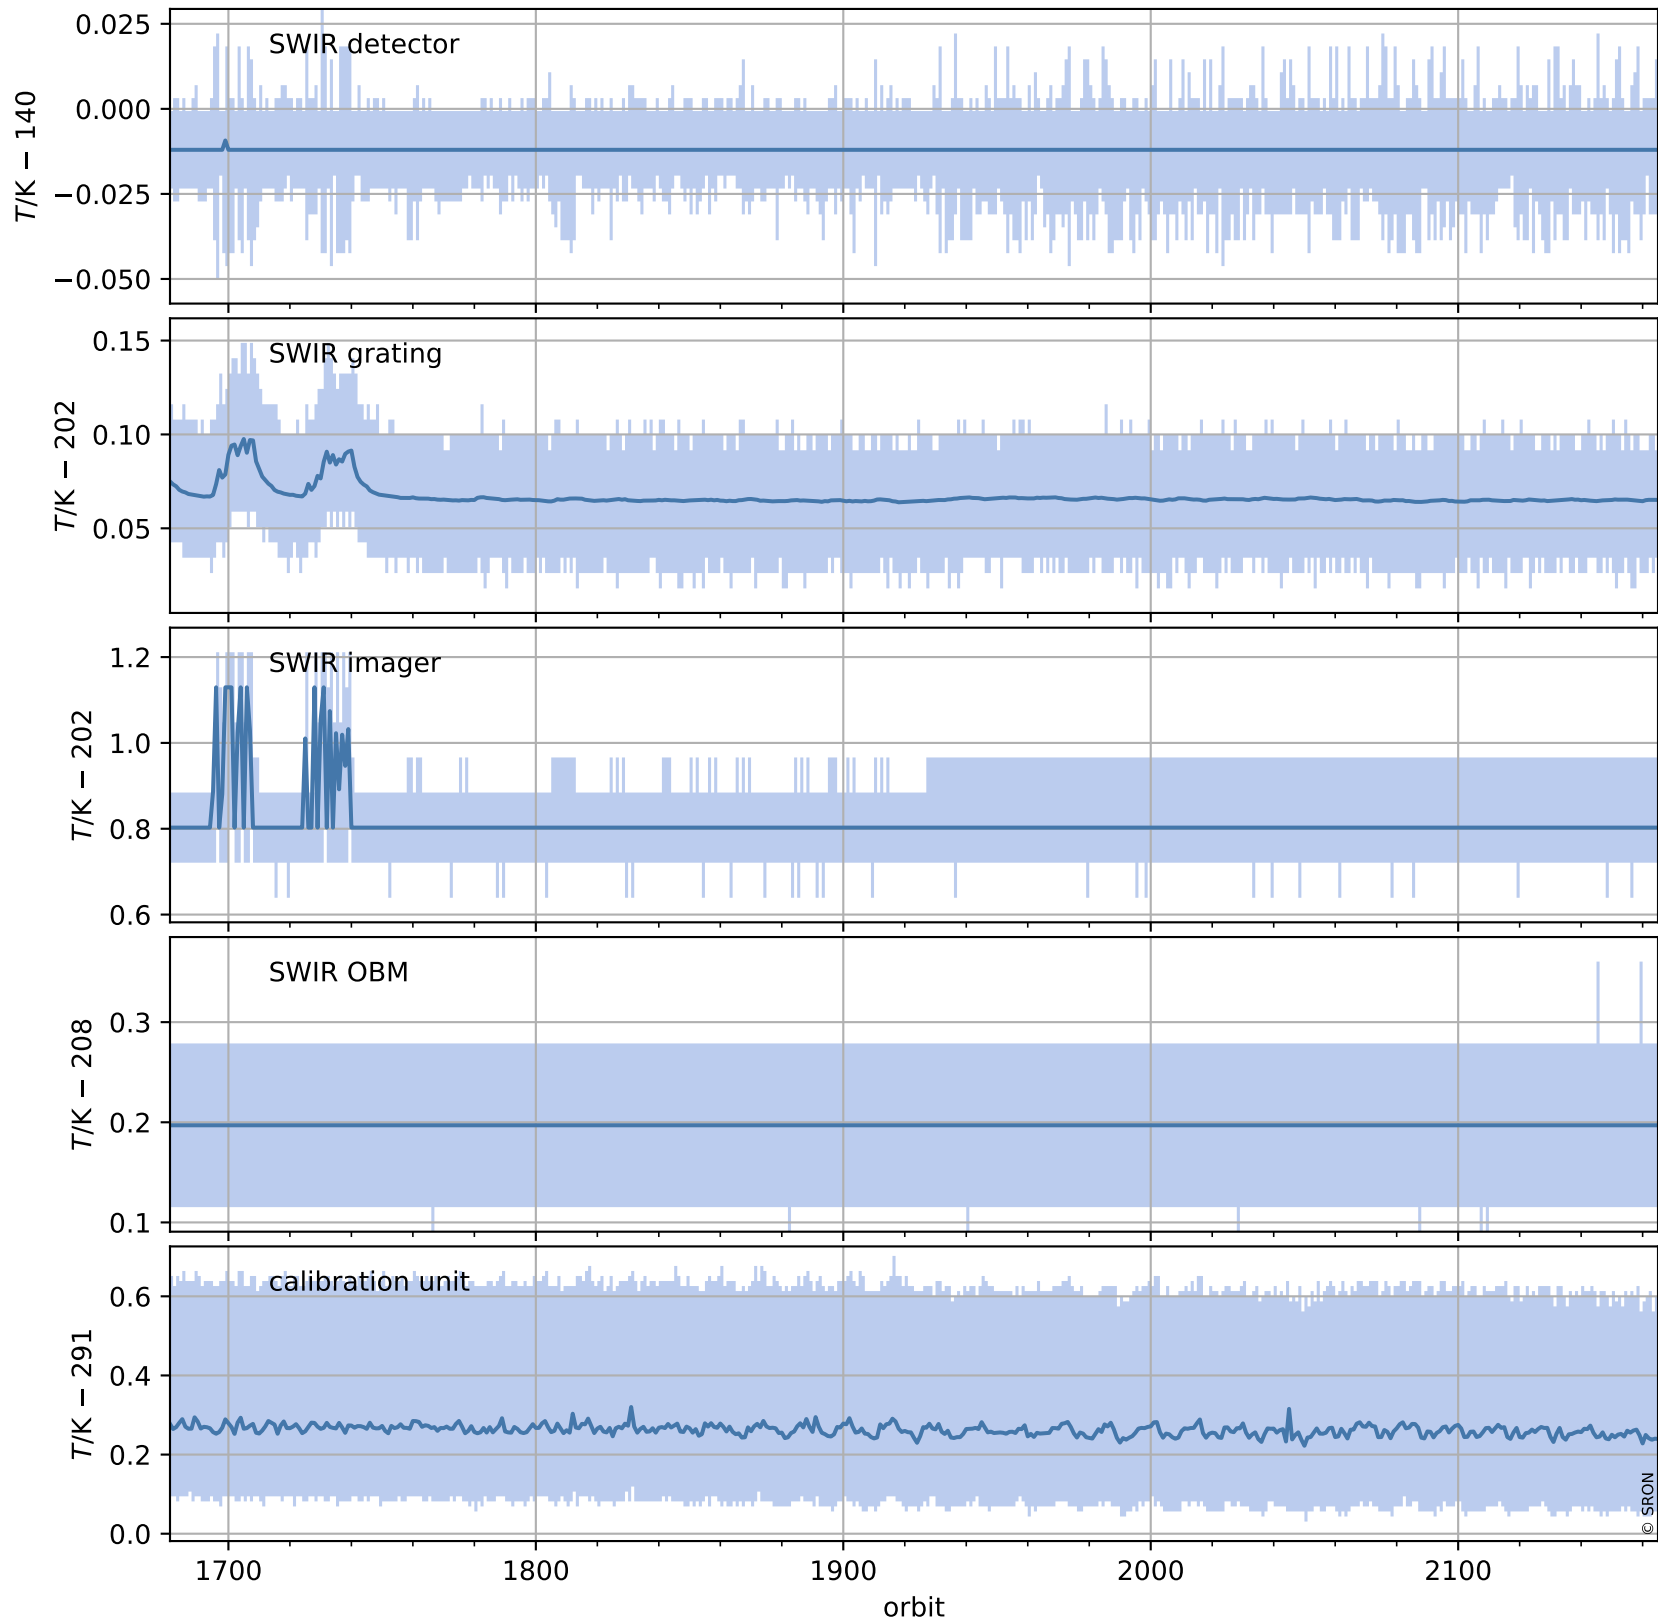 SWIR detector
T/K − 140
0.025
0.000
−0.025
−0.050
SWIR grating
T/K − 202
0.15
0.10
0.05
SWIR imager
T/K − 202
1.2
1.0
0.8
0.6
SWIR OBM
T/K − 208
0.3
0.2
0.1
calibration unit
T/K − 291
0.6
0.4
0.2
0.0
© SRON
1700 1800 1900 2000 2100
orbit